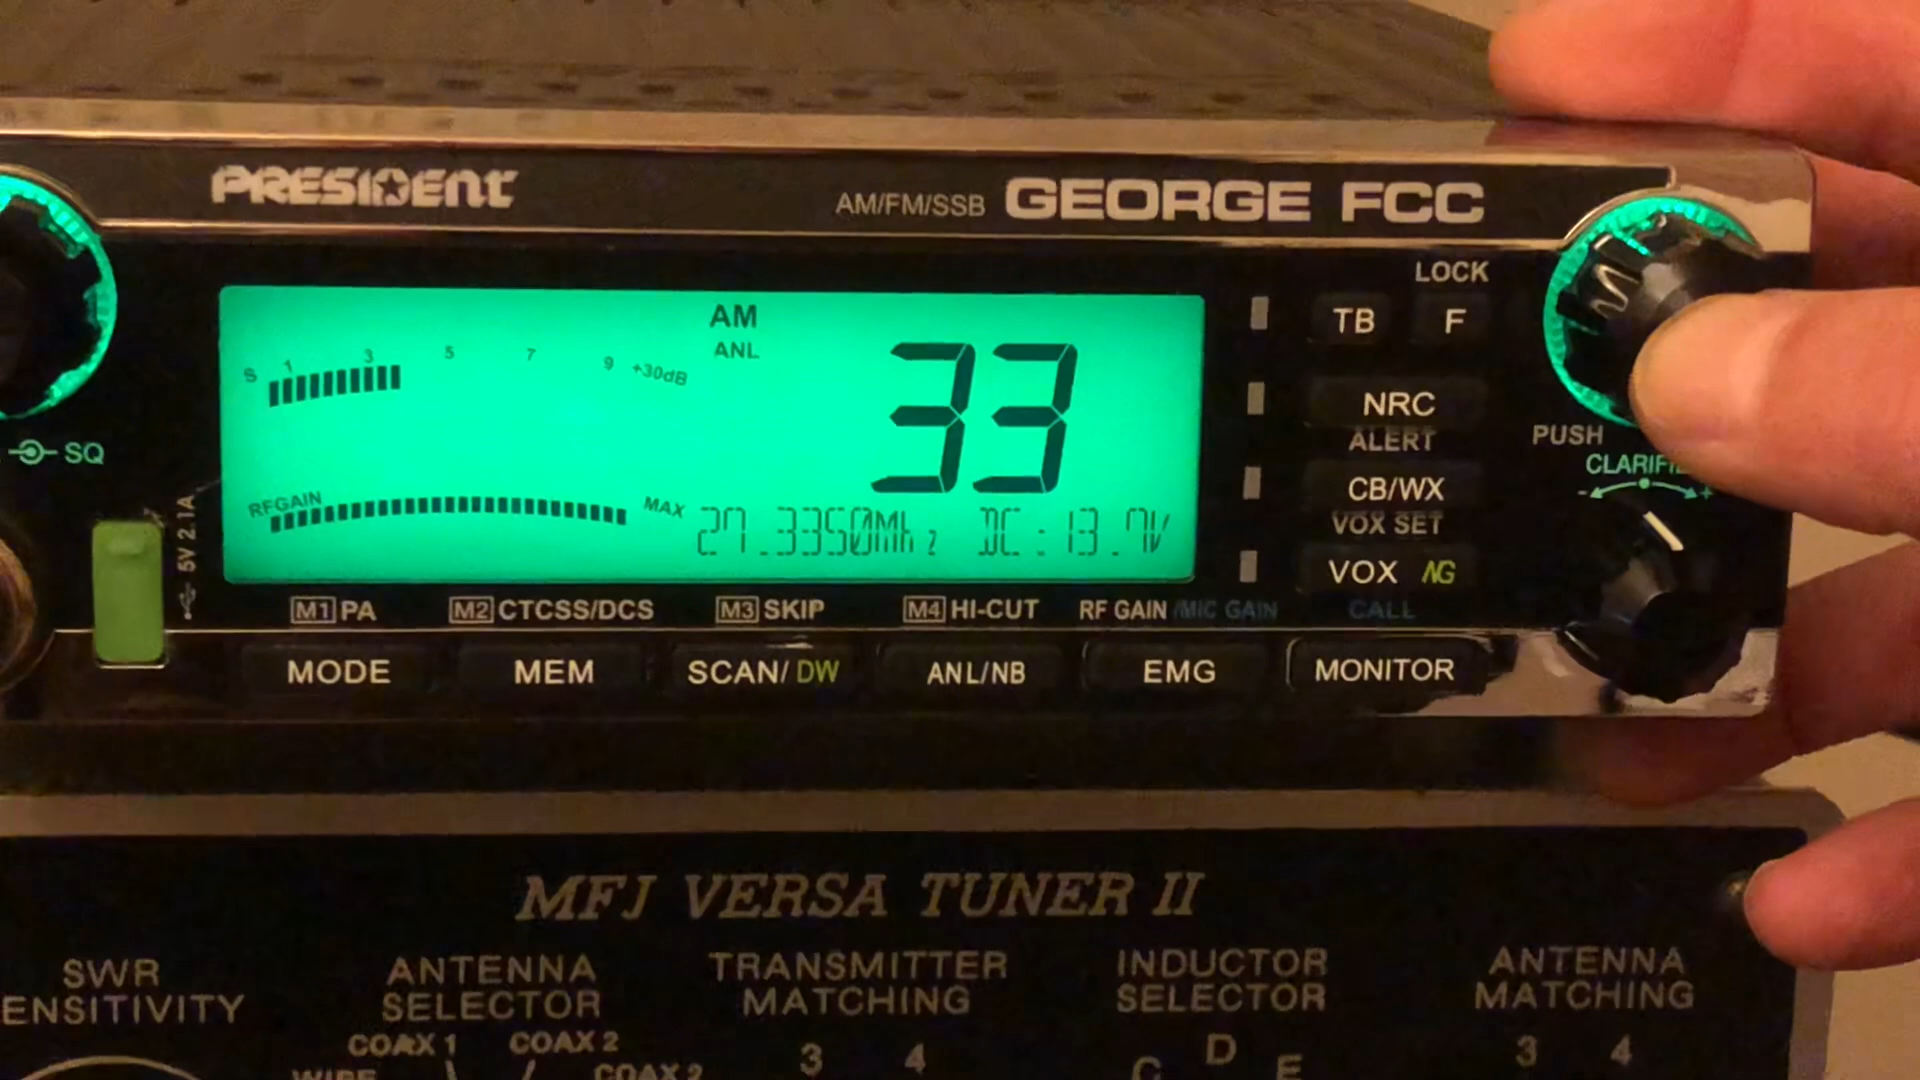 PRESIDENT
AM/FM/SSB GEORGE FCC
LOCK
TB F
AM
ANL
33
S 1 3 5 7 9 +30dB
RFGAIN MAX
27.3350Mhz DC:13.7V
NRC
ALERT
CB/WX
VOX SET
VOX NG
CALL
PUSH
CLARIFIE
- +
SQ
5V 2.1A
M1 PA M2 CTCSS/DCS M3 SKIP M4 HI-CUT RF GAIN /MIC GAIN
MODE MEM SCAN/ DW ANL/NB EMG MONITOR
MFJ VERSA TUNER II
SWR
ENSITIVITY
ANTENNA
SELECTOR
TRANSMITTER
MATCHING
INDUCTOR
SELECTOR
ANTENNA
MATCHING
COAX 1 COAX 2
WIRE COAX 2
3 4
C D E
3 4